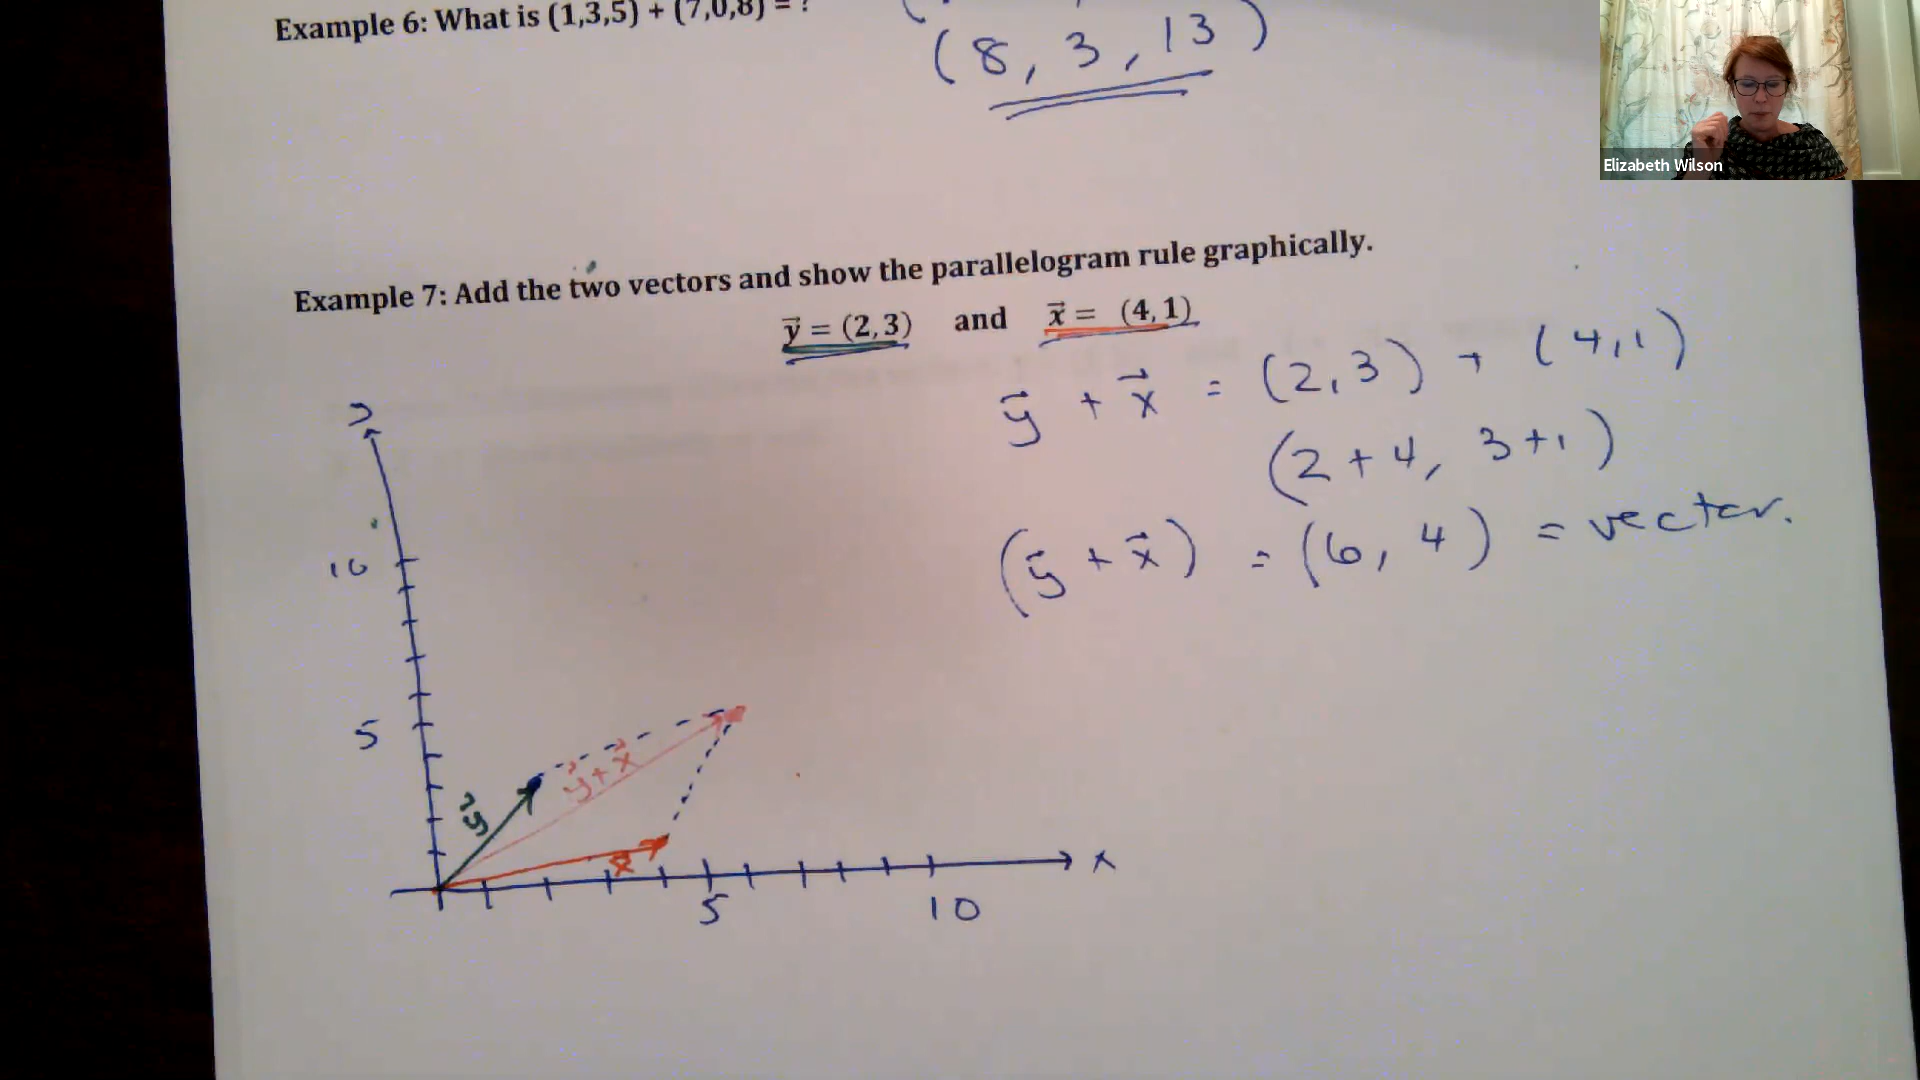 Example 6: What is (1,3,5) + (7,0,8) = ?
(8, 3, 13)
Elizabeth Wilson
Example 7: Add the two vectors and show the parallelogram rule graphically.
y⃗ = (2,3) and x⃗ = (4,1)
y⃗ + x⃗ = (2,3) + (4,1)
(2+4, 3+1)
(y⃗ + x⃗) = (6, 4) = vector.
10
5
y⃗ + x⃗
y⃗
x⃗
x
5 10